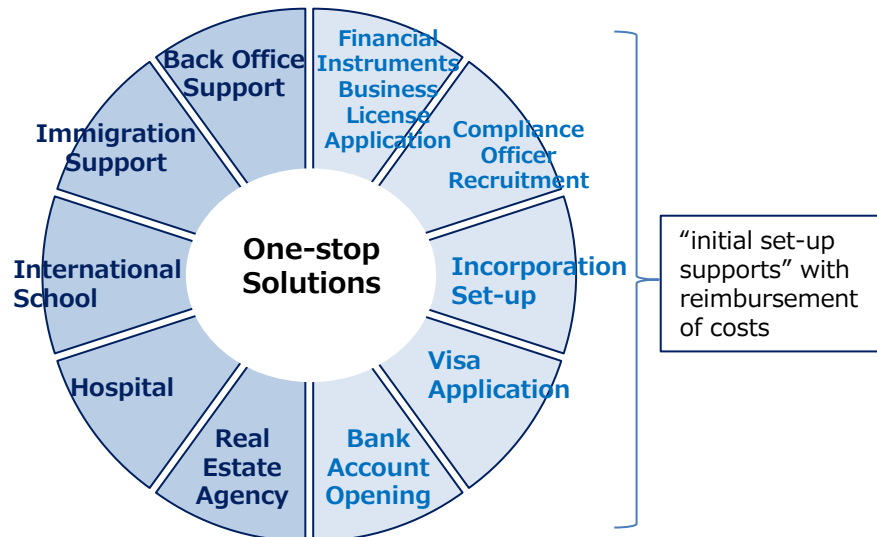 Financial
Instruments
Business
License
Application
Compliance
Officer
Recruitment
Incorporation
Set-up
Visa
Application
Bank
Account
Opening
Real
Estate
Agency
Hospital
International
School
Immigration
Support
Back Office
Support
One-stop
Solutions
“initial set-up
supports” with
reimbursement
of costs